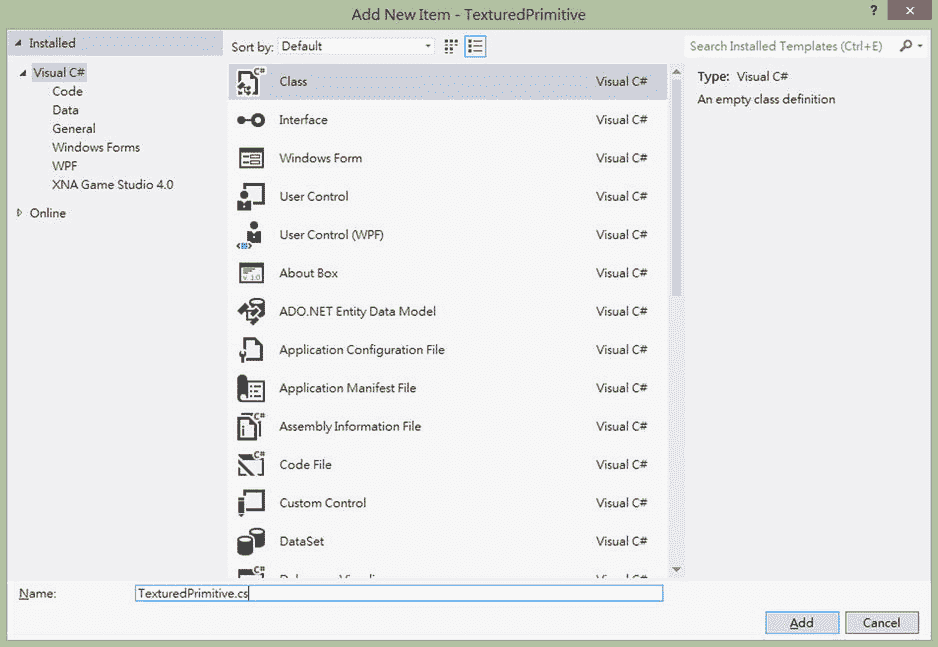 Add New Item - TexturedPrimitive
?
Installed
Sort by: Default
Search Installed Templates (Ctrl+E)
Visual C#
Code
Data
General
Windows Forms
WPF
XNA Game Studio 4.0
Online
Class Visual C#
Interface Visual C#
Windows Form Visual C#
User Control Visual C#
User Control (WPF) Visual C#
About Box Visual C#
ADO.NET Entity Data Model Visual C#
Application Configuration File Visual C#
Application Manifest File Visual C#
Assembly Information File Visual C#
Code File Visual C#
Custom Control Visual C#
DataSet Visual C#
Type: Visual C#
An empty class definition
Name: TexturedPrimitive.cs
Add Cancel